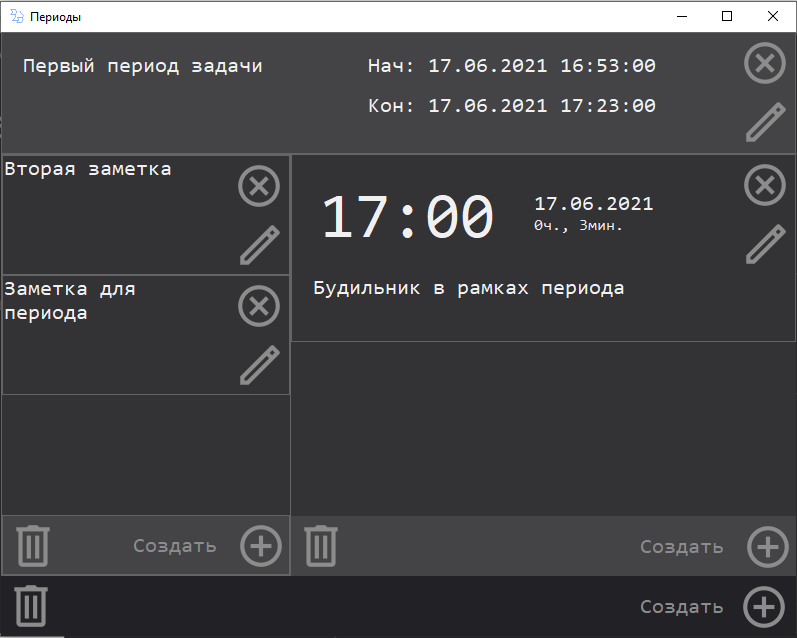 Периоды
Первый период задачи
Нач: 17.06.2021 16:53:00
Кон: 17.06.2021 17:23:00
Вторая заметка
Заметка для
периода
17:00
17.06.2021
0ч., 3мин.
Будильник в рамках периода
Создать
Создать
Создать